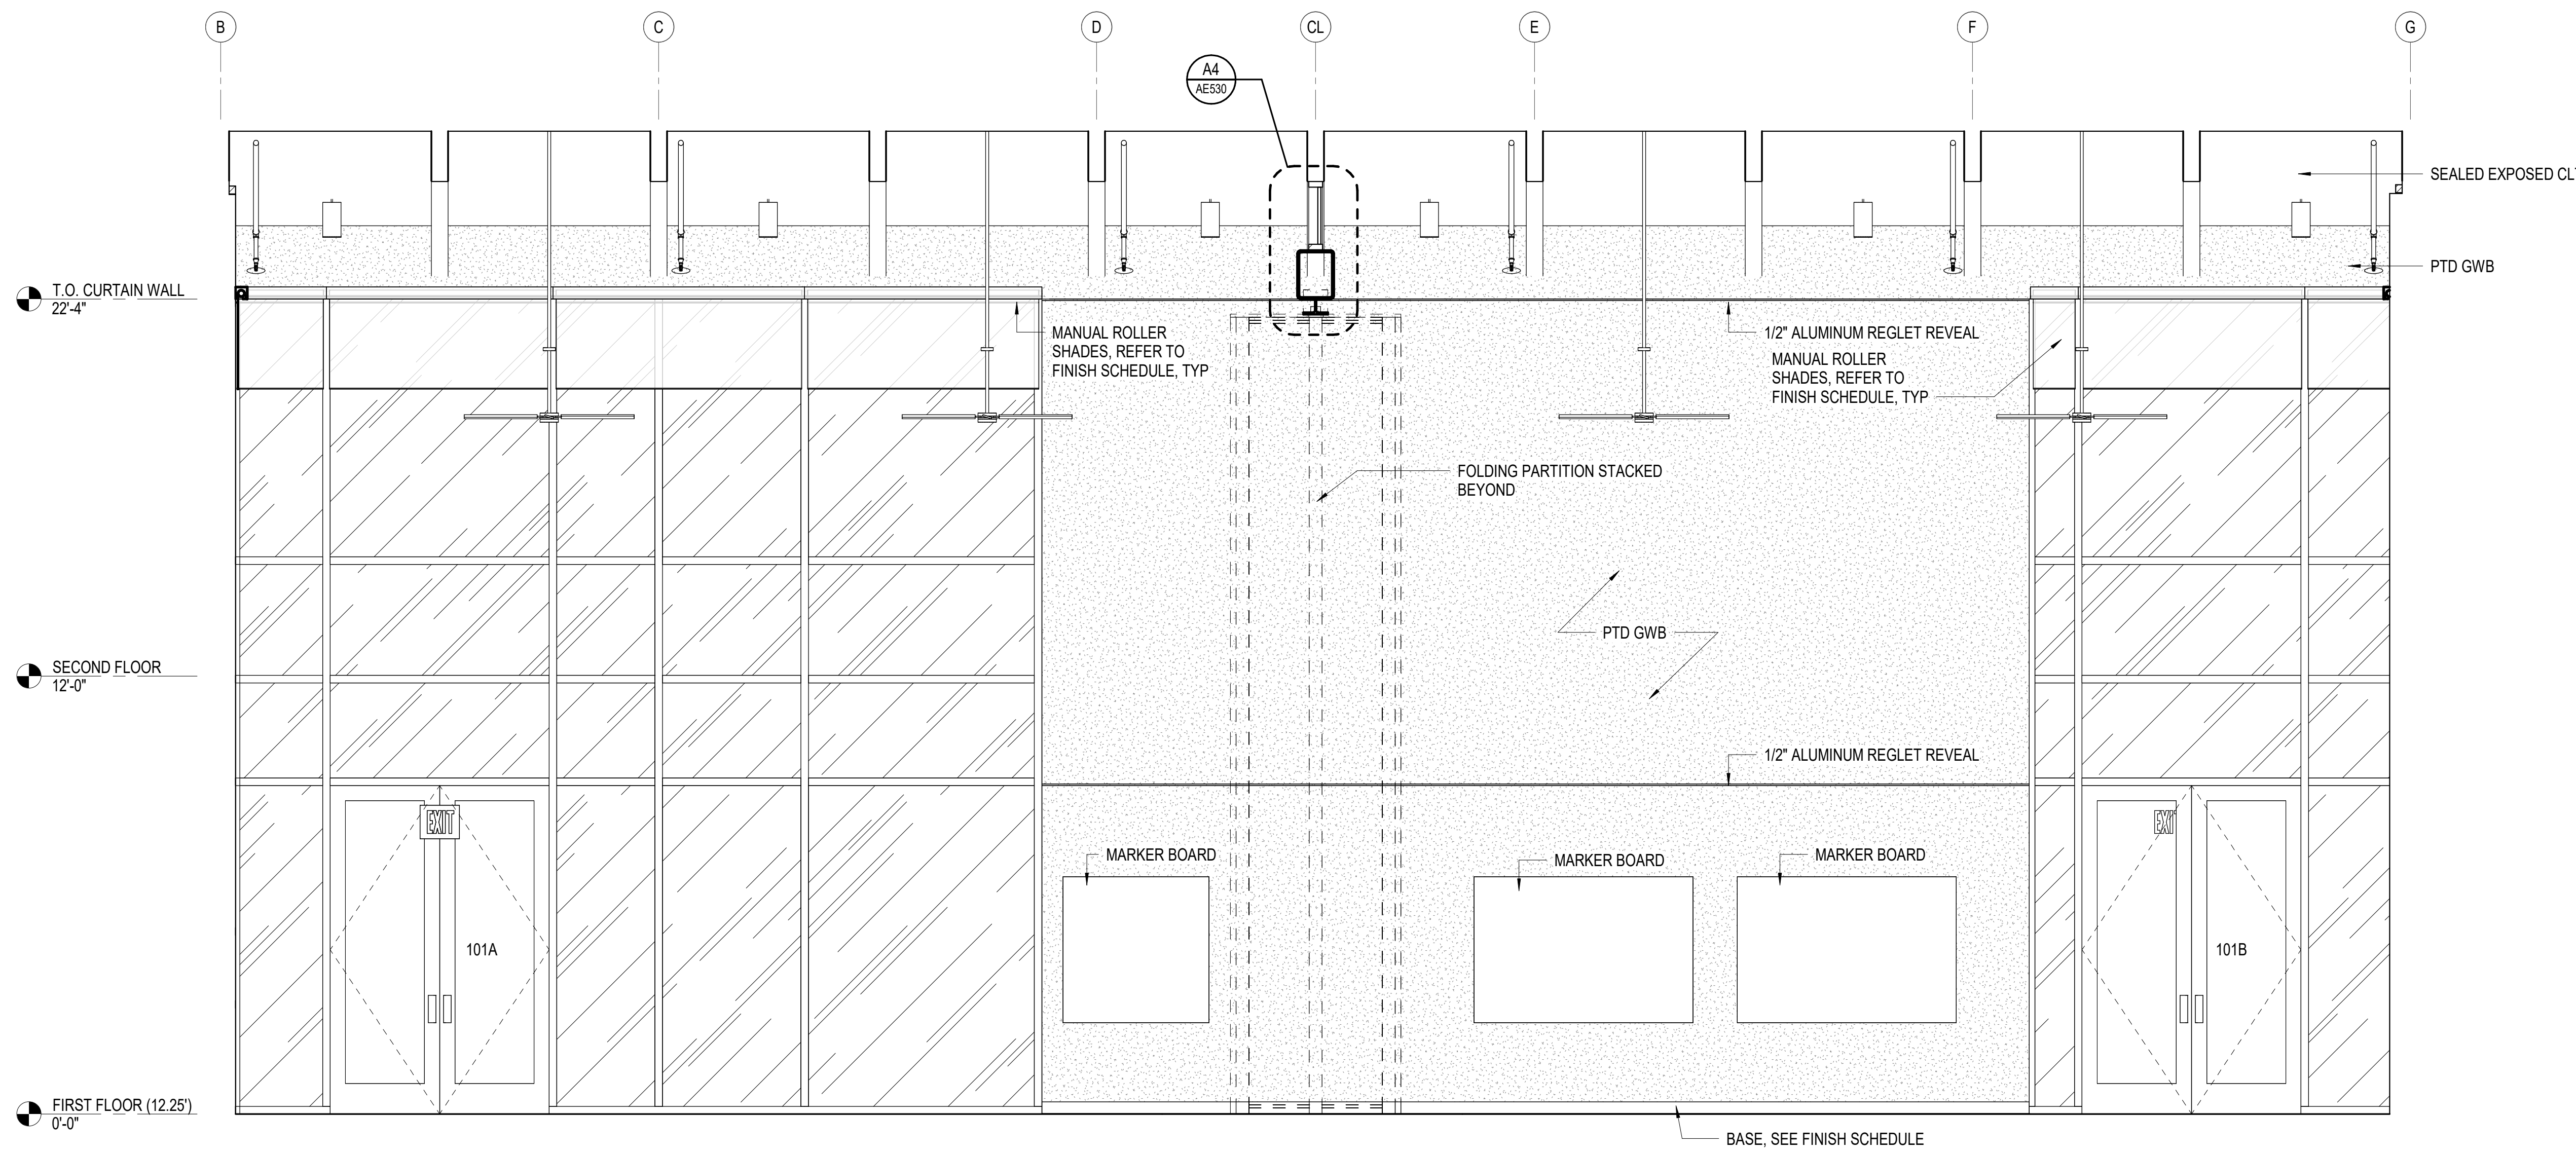 B
C
D
CL
E
F
G
A4
AE530
SEALED EXPOSED CL
PTD GWB
T.O. CURTAIN WALL
22'-4"
MANUAL ROLLER
SHADES, REFER TO
FINISH SCHEDULE, TYP
1/2" ALUMINUM REGLET REVEAL
MANUAL ROLLER
SHADES, REFER TO
FINISH SCHEDULE, TYP
FOLDING PARTITION STACKED
BEYOND
PTD GWB
SECOND FLOOR
12'-0"
1/2" ALUMINUM REGLET REVEAL
EXIT
EXIT
MARKER BOARD
MARKER BOARD
MARKER BOARD
101A
101B
FIRST FLOOR (12.25')
0'-0"
BASE, SEE FINISH SCHEDULE